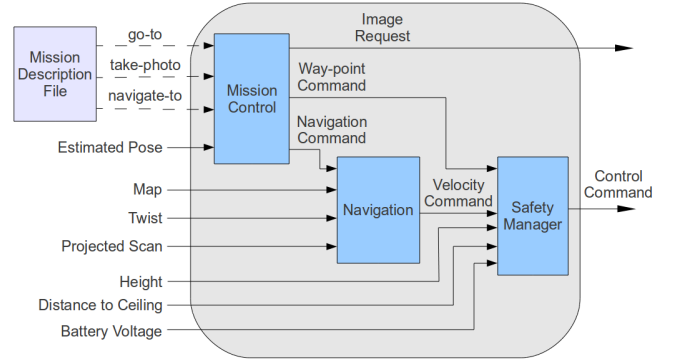 Image
Request
go-to
Mission
Description
File
take-photo
navigate-to
Mission
Control
Way-point
Command
Navigation
Command
Estimated Pose
Map
Twist
Projected Scan
Navigation
Velocity
Command
Safety
Manager
Control
Command
Height
Distance to Ceiling
Battery Voltage